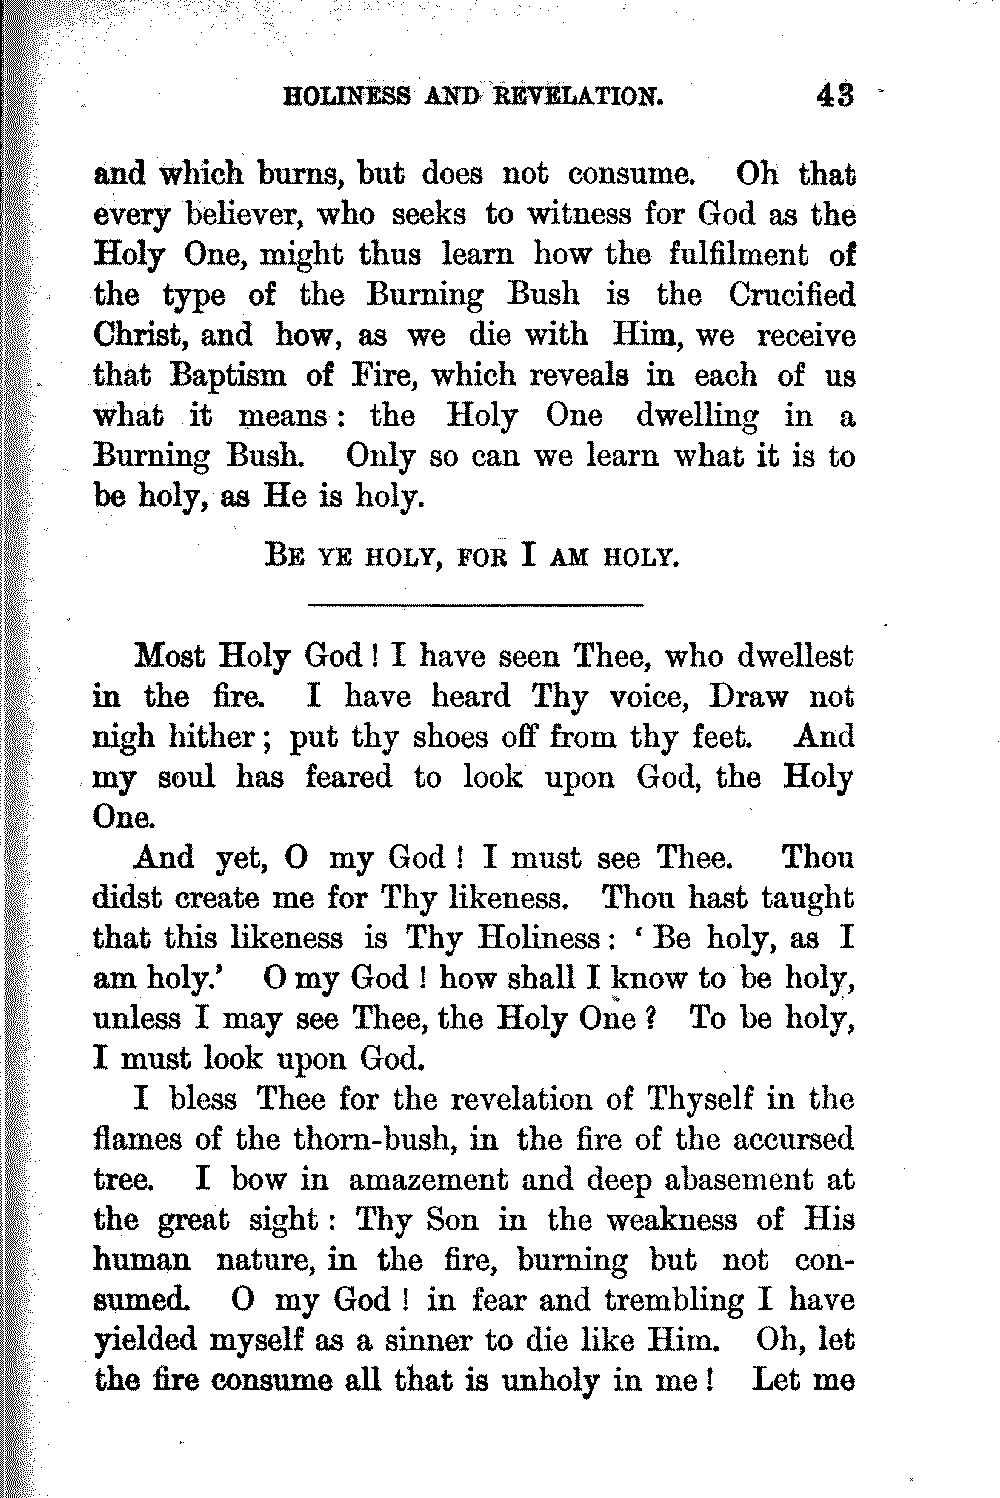 HOLINESS AND REVELATION. 43
and which burns, but does not consume. Oh that
every believer, who seeks to witness for God as the
Holy One, might thus learn how the fulfilment of
the type of the Burning Bush is the Crucified
Christ, and how, as we die with Him, we receive
that Baptism of Fire, which reveals in each of us
what it means : the Holy One dwelling in a
Burning Bush. Only so can we learn what it is to
be holy, as He is holy.
BE YE HOLY, FOR I AM HOLY.
Most Holy God ! I have seen Thee, who dwellest
in the fire. I have heard Thy voice, Draw not
nigh hither ; put thy shoes off from thy feet. And
my soul has feared to look upon God, the Holy
One.
And yet, O my God ! I must see Thee. Thou
didst create me for Thy likeness. Thou hast taught
that this likeness is Thy Holiness : ‘ Be holy, as I
am holy.’ O my God ! how shall I know to be holy,
unless I may see Thee, the Holy One ? To be holy,
I must look upon God.
I bless Thee for the revelation of Thyself in the
flames of the thorn-bush, in the fire of the accursed
tree. I bow in amazement and deep abasement at
the great sight : Thy Son in the weakness of His
human nature, in the fire, burning but not con-
sumed. O my God ! in fear and trembling I have
yielded myself as a sinner to die like Him. Oh, let
the fire consume all that is unholy in me ! Let me